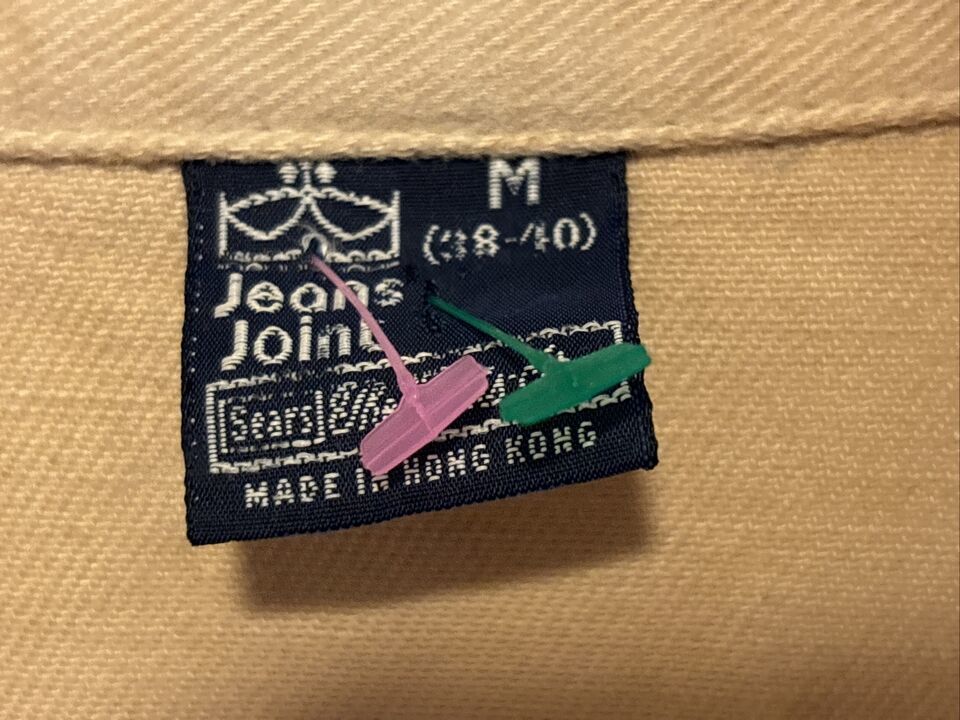 M
(38-40)
Jeans
Joint
Sears
MADE IN HONG KONG